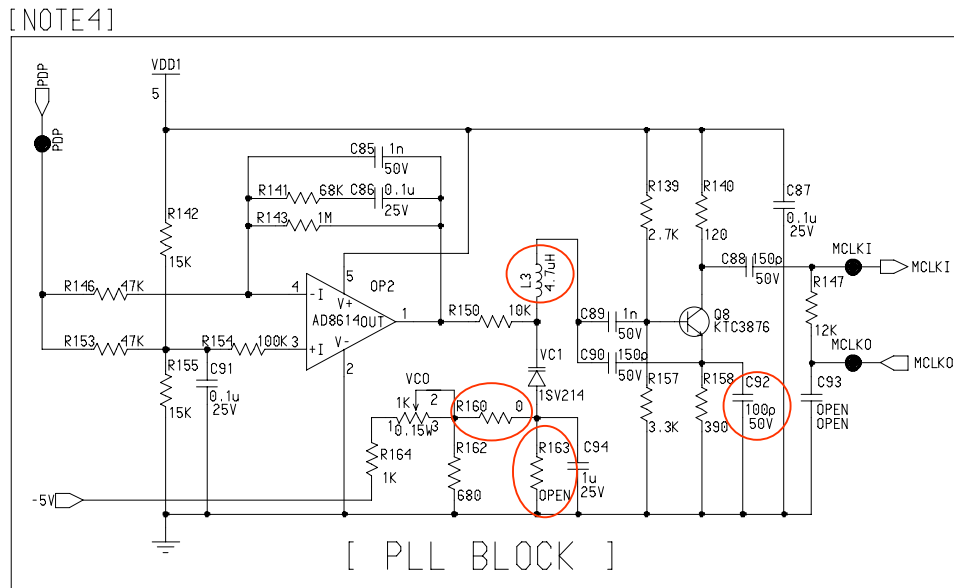 [NOTE4]
PDP
PDP
VDD1
5
C85
1n
50V
R141
68K
C86
0.1u
25V
R143
1M
R142
15K
R139
2.7K
R140
120
C87
0.1u
25V
L3
4.7uH
C88
150p
50V
MCLKI
MCLKI
R147
12K
R146
47K
4
-I
5
V+
OP2
AD8614
OUT
1
R150
10K
C89
1n
50V
Q8
KTC3876
R153
47K
R154
100K
3
+I
V-
2
C90
150p
50V
MCLKO
MCLKO
R155
15K
C91
0.1u
25V
VC1
1SV214
R157
3.3K
R158
390
C92
100p
50V
C93
OPEN
OPEN
VCO
2
1K
1
0.15W
3
R160
0
R164
1K
R162
680
R163
OPEN
C94
1u
25V
-5V
[ PLL BLOCK ]